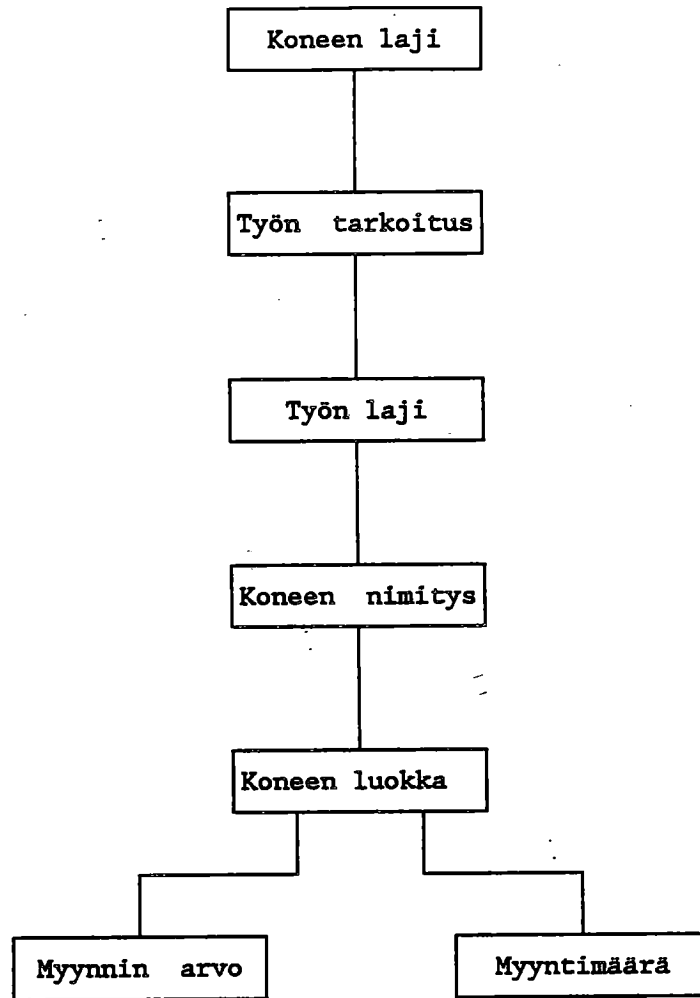 Koneen laji
Työn tarkoitus
Työn laji
Koneen nimitys
Koneen luokka
Myynnin arvo
Myyntimäärä